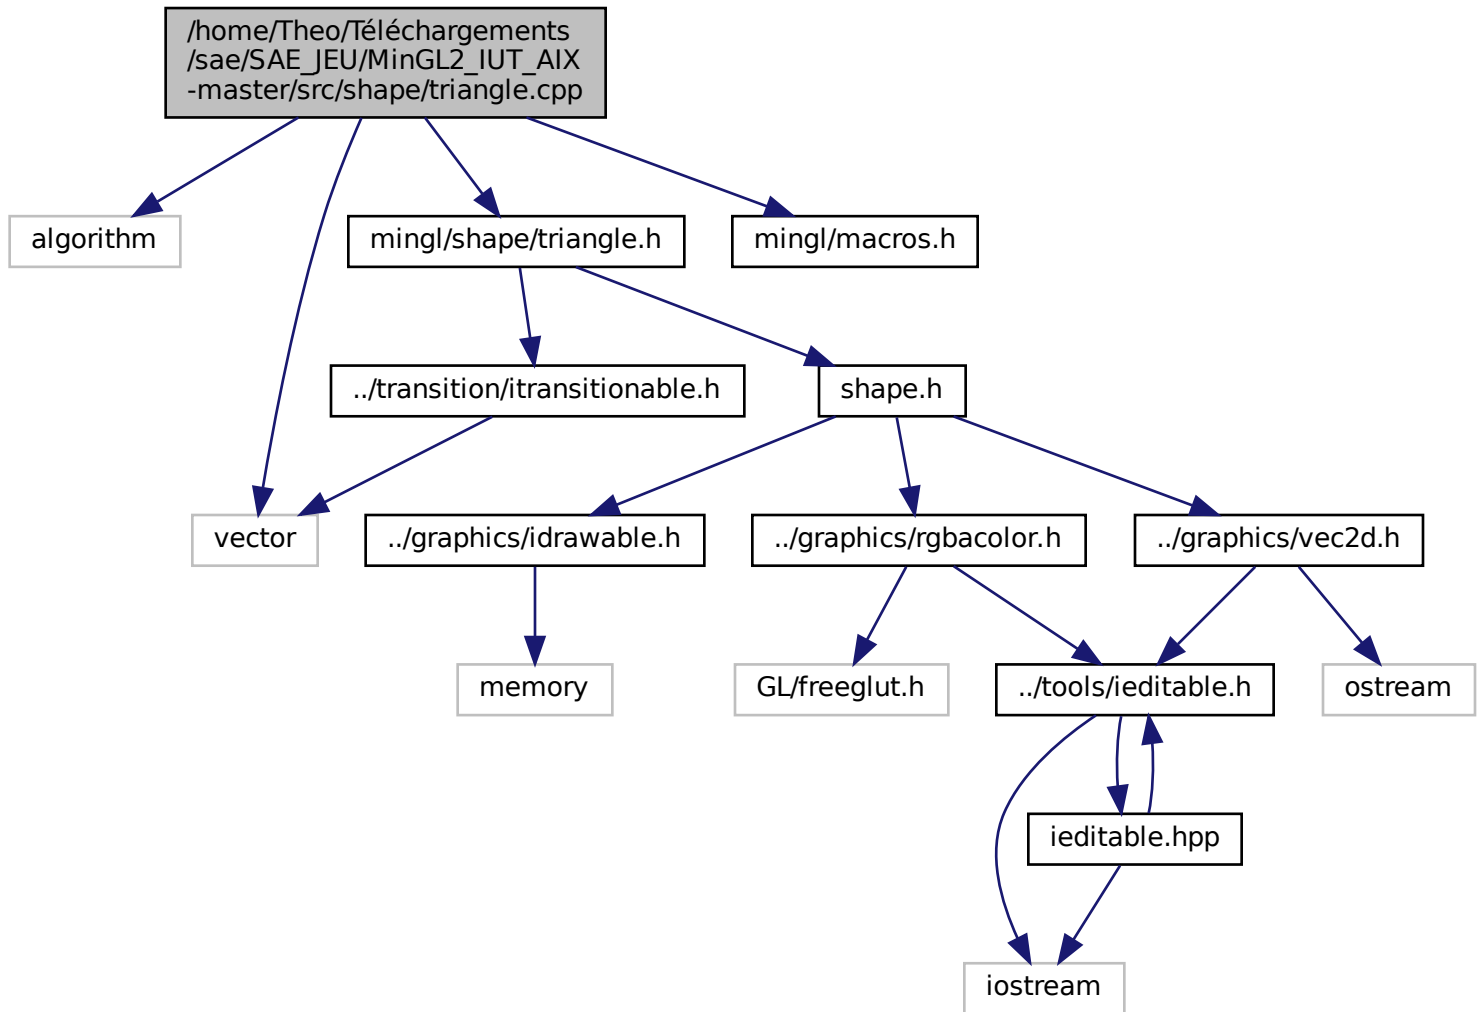 /home/Theo/Téléchargements
/sae/SAE_JEU/MinGL2_IUT_AIX
-master/src/shape/triangle.cpp
algorithm
mingl/shape/triangle.h
mingl/macros.h
../transition/itransitionable.h
shape.h
vector
../graphics/idrawable.h
../graphics/rgbacolor.h
../graphics/vec2d.h
memory
GL/freeglut.h
../tools/ieditable.h
ostream
ieditable.hpp
iostream